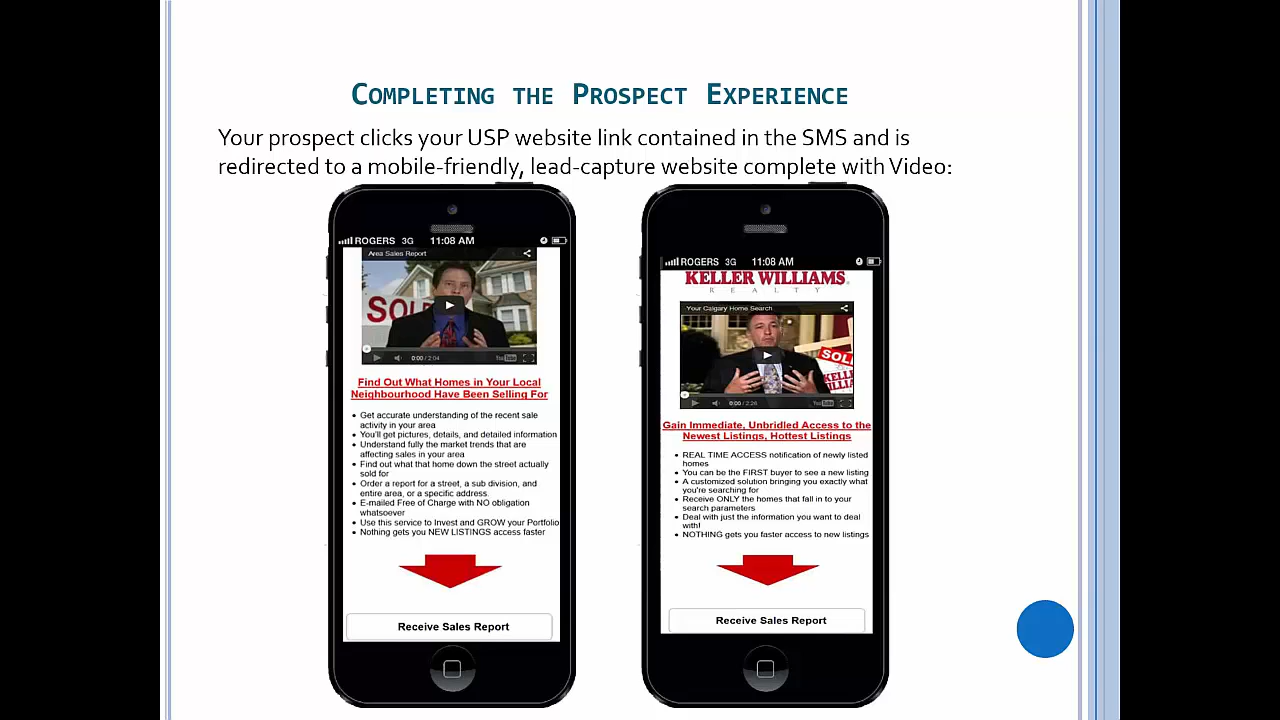 COMPLETING THE PROSPECT EXPERIENCE
Your prospect clicks your USP website link contained in the SMS and is
redirected to a mobile-friendly, lead-capture website complete with Video:
ROGERS 3G 11:08 AM
Area Sales Report
SOL
0:00 / 2:04 YouTube
Find Out What Homes in Your Local
Neighbourhood Have Been Selling For
• Get accurate understanding of the recent sale
activity in your area
• You'll get pictures, details, and detailed information
• Understand fully the market trends that are
affecting sales in your area
• Find out what that home down the street actually
sold for
• Order a report for a street, a sub division, and
entire area, or a specific address.
• E-mailed Free of Charge with NO obligation
whatsoever
• Use this service to Invest and GROW your Portfolio
• Nothing gets you NEW LISTINGS access faster
Receive Sales Report
ROGERS 3G 11:08 AM
KELLER WILLIAMS
REALTY
Your Calgary Home Search
SOL
KELL
WILLIA
0:00 / 2:26 YouTube
Gain Immediate, Unbridled Access to the
Newest Listings, Hottest Listings
• REAL TIME ACCESS notification of newly listed
homes
• You can be the FIRST buyer to see a new listing
• A customized solution bringing you exactly what
you're searching for
• Receive ONLY the homes that fall in to your
search parameters
• Deal with just the information you want to deal
with!
• NOTHING gets you faster access to new listings
Receive Sales Report